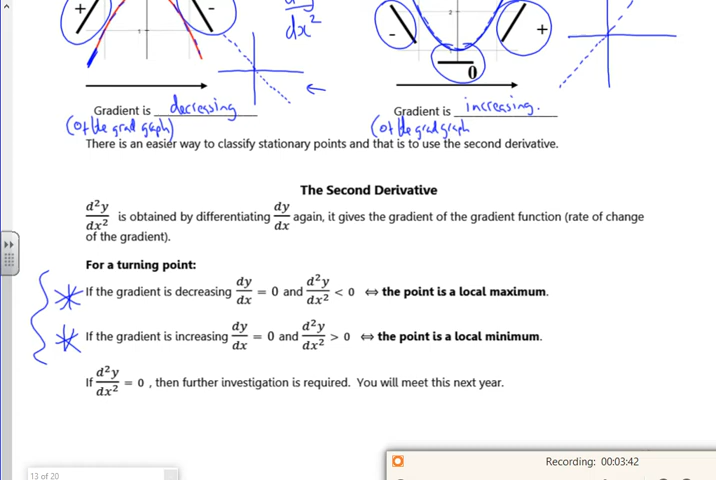 +
-
dx²
2
-
+
0
Gradient is decreasing
(of the grad graph)
Gradient is increasing.
(of the grad graph
There is an easier way to classify stationary points and that is to use the second derivative.
The Second Derivative
d²y/dx² is obtained by differentiating dy/dx again, it gives the gradient of the gradient function (rate of change
of the gradient).
For a turning point:
If the gradient is decreasing dy/dx = 0 and d²y/dx² < 0 ⇔ the point is a local maximum.
If the gradient is increasing dy/dx = 0 and d²y/dx² > 0 ⇔ the point is a local minimum.
If d²y/dx² = 0 , then further investigation is required. You will meet this next year.
13 of 20
Recording: 00:03:42